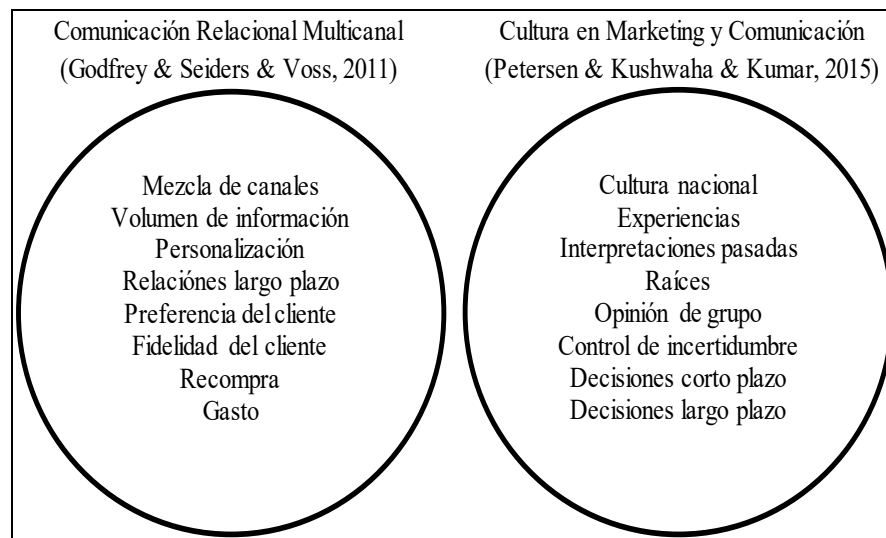 Comunicación Relacional Multicanal
(Godfrey & Seiders & Voss, 2011)
Mezcla de canales
Volumen de información
Personalización
Relaciónes largo plazo
Preferencia del cliente
Fidelidad del cliente
Recompra
Gasto
Cultura en Marketing y Comunicación
(Petersen & Kushwaha & Kumar, 2015)
Cultura nacional
Experiencias
Interpretaciones pasadas
Raíces
Opinión de grupo
Control de incertidumbre
Decisiones corto plazo
Decisiones largo plazo